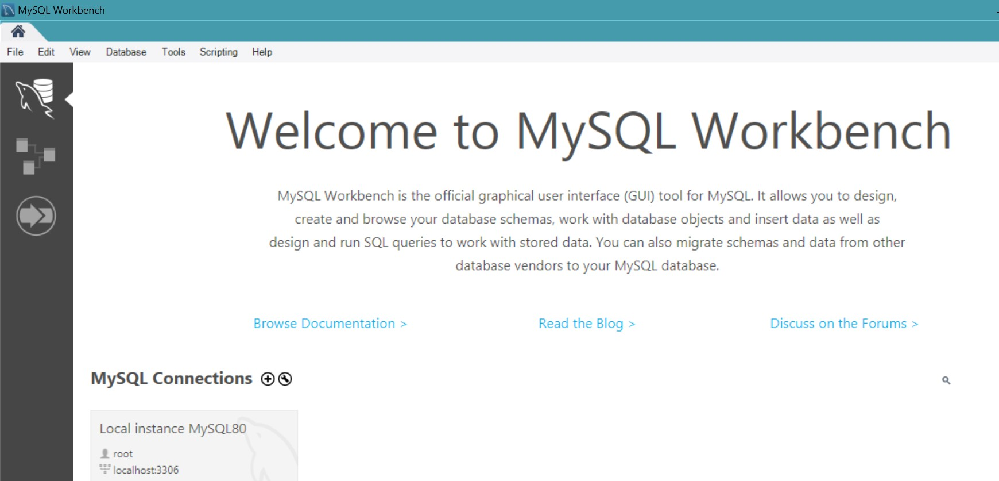 MySQL Workbench
File Edit View Database Tools Scripting Help
Welcome to MySQL Workbench
MySQL Workbench is the official graphical user interface (GUI) tool for MySQL. It allows you to design,
create and browse your database schemas, work with database objects and insert data as well as
design and run SQL queries to work with stored data. You can also migrate schemas and data from other
database vendors to your MySQL database.
Browse Documentation > Read the Blog > Discuss on the Forums >
MySQL Connections
Local instance MySQL80
root
localhost:3306